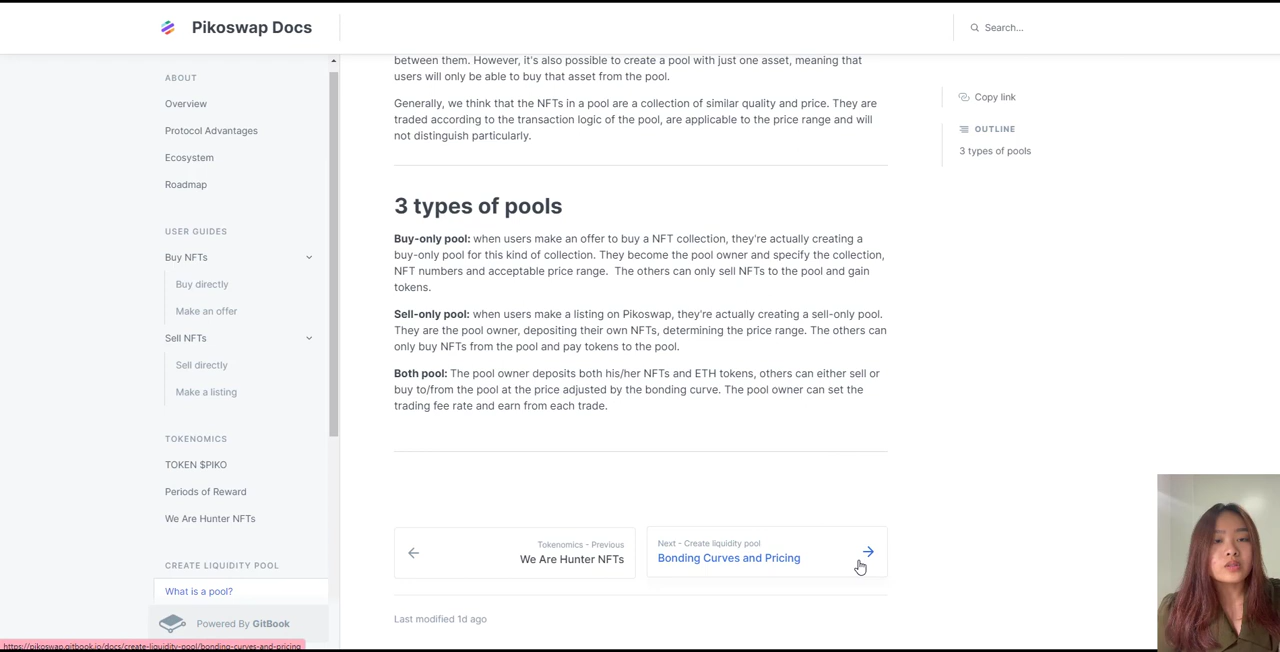 Pikoswap Docs
Search...
ABOUT
Overview
Protocol Advantages
Ecosystem
Roadmap
USER GUIDES
Buy NFTs
Buy directly
Make an offer
Sell NFTs
Sell directly
Make a listing
TOKENOMICS
TOKEN $PIKO
Periods of Reward
We Are Hunter NFTs
CREATE LIQUIDITY POOL
What is a pool?
Powered By GitBook
between them. However, it's also possible to create a pool with just one asset, meaning that
users will only be able to buy that asset from the pool.
Generally, we think that the NFTs in a pool are a collection of similar quality and price. They are
traded according to the transaction logic of the pool, are applicable to the price range and will
not distinguish particularly.
3 types of pools
Buy-only pool: when users make an offer to buy a NFT collection, they're actually creating a
buy-only pool for this kind of collection. They become the pool owner and specify the collection,
NFT numbers and acceptable price range.  The others can only sell NFTs to the pool and gain
tokens.
Sell-only pool: when users make a listing on Pikoswap, they're actually creating a sell-only pool.
They are the pool owner, depositing their own NFTs, determining the price range. The others can
only buy NFTs from the pool and pay tokens to the pool.
Both pool: The pool owner deposits both his/her NFTs and ETH tokens, others can either sell or
buy to/from the pool at the price adjusted by the bonding curve. The pool owner can set the
trading fee rate and earn from each trade.
Tokenomics - Previous
We Are Hunter NFTs
Next - Create liquidity pool
Bonding Curves and Pricing
Last modified 1d ago
Copy link
OUTLINE
3 types of pools
https://pikoswap.gitbook.io/docs/create-liquidity-pool/bonding-curves-and-pricing